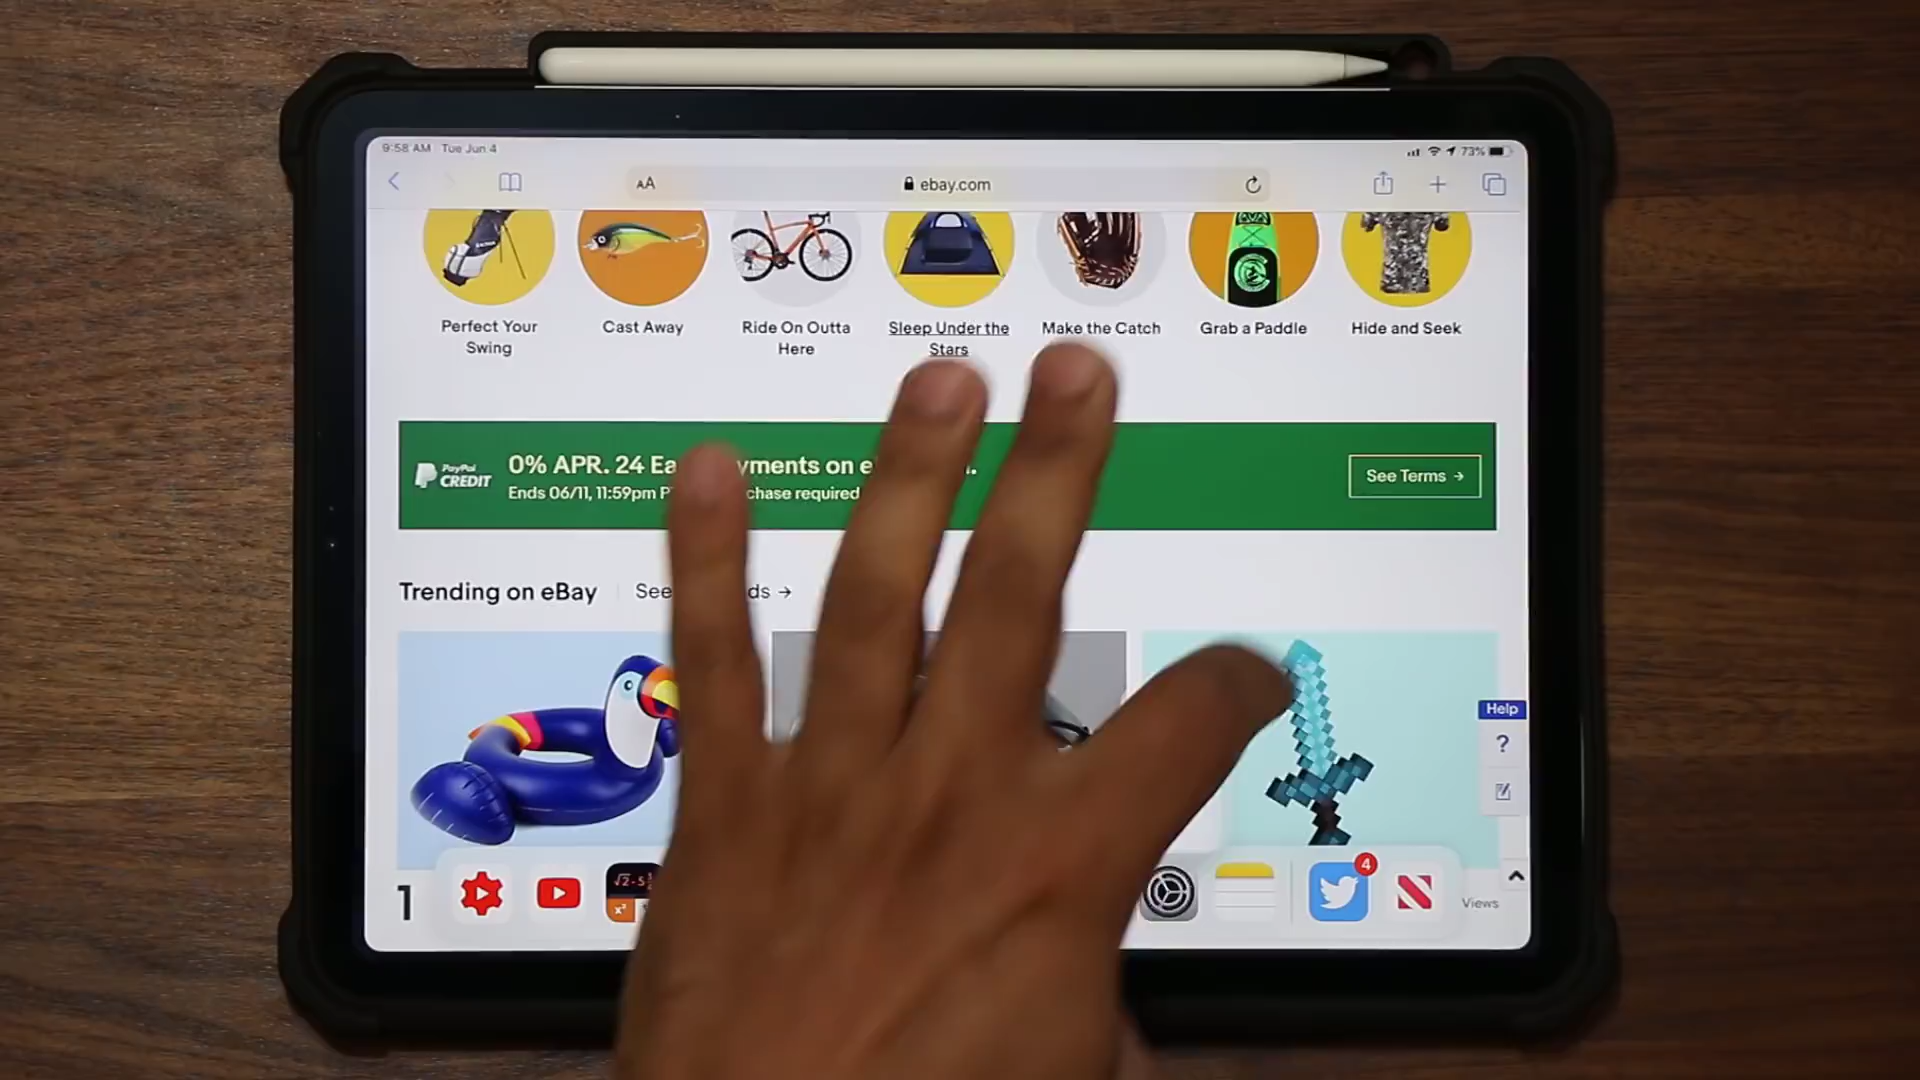 9:58 AM Tue Jun 4
73%
AA
ebay.com
Perfect Your
Swing
Cast Away
Ride On Outta
Here
Sleep Under the
Stars
Make the Catch
Grab a Paddle
Hide and Seek
PayPal
CREDIT
0% APR. 24 Ea yments on e
Ends 06/11, 11:59pm P chase required
See Terms →
Trending on eBay
See ds →
Help
?
4
1
Views